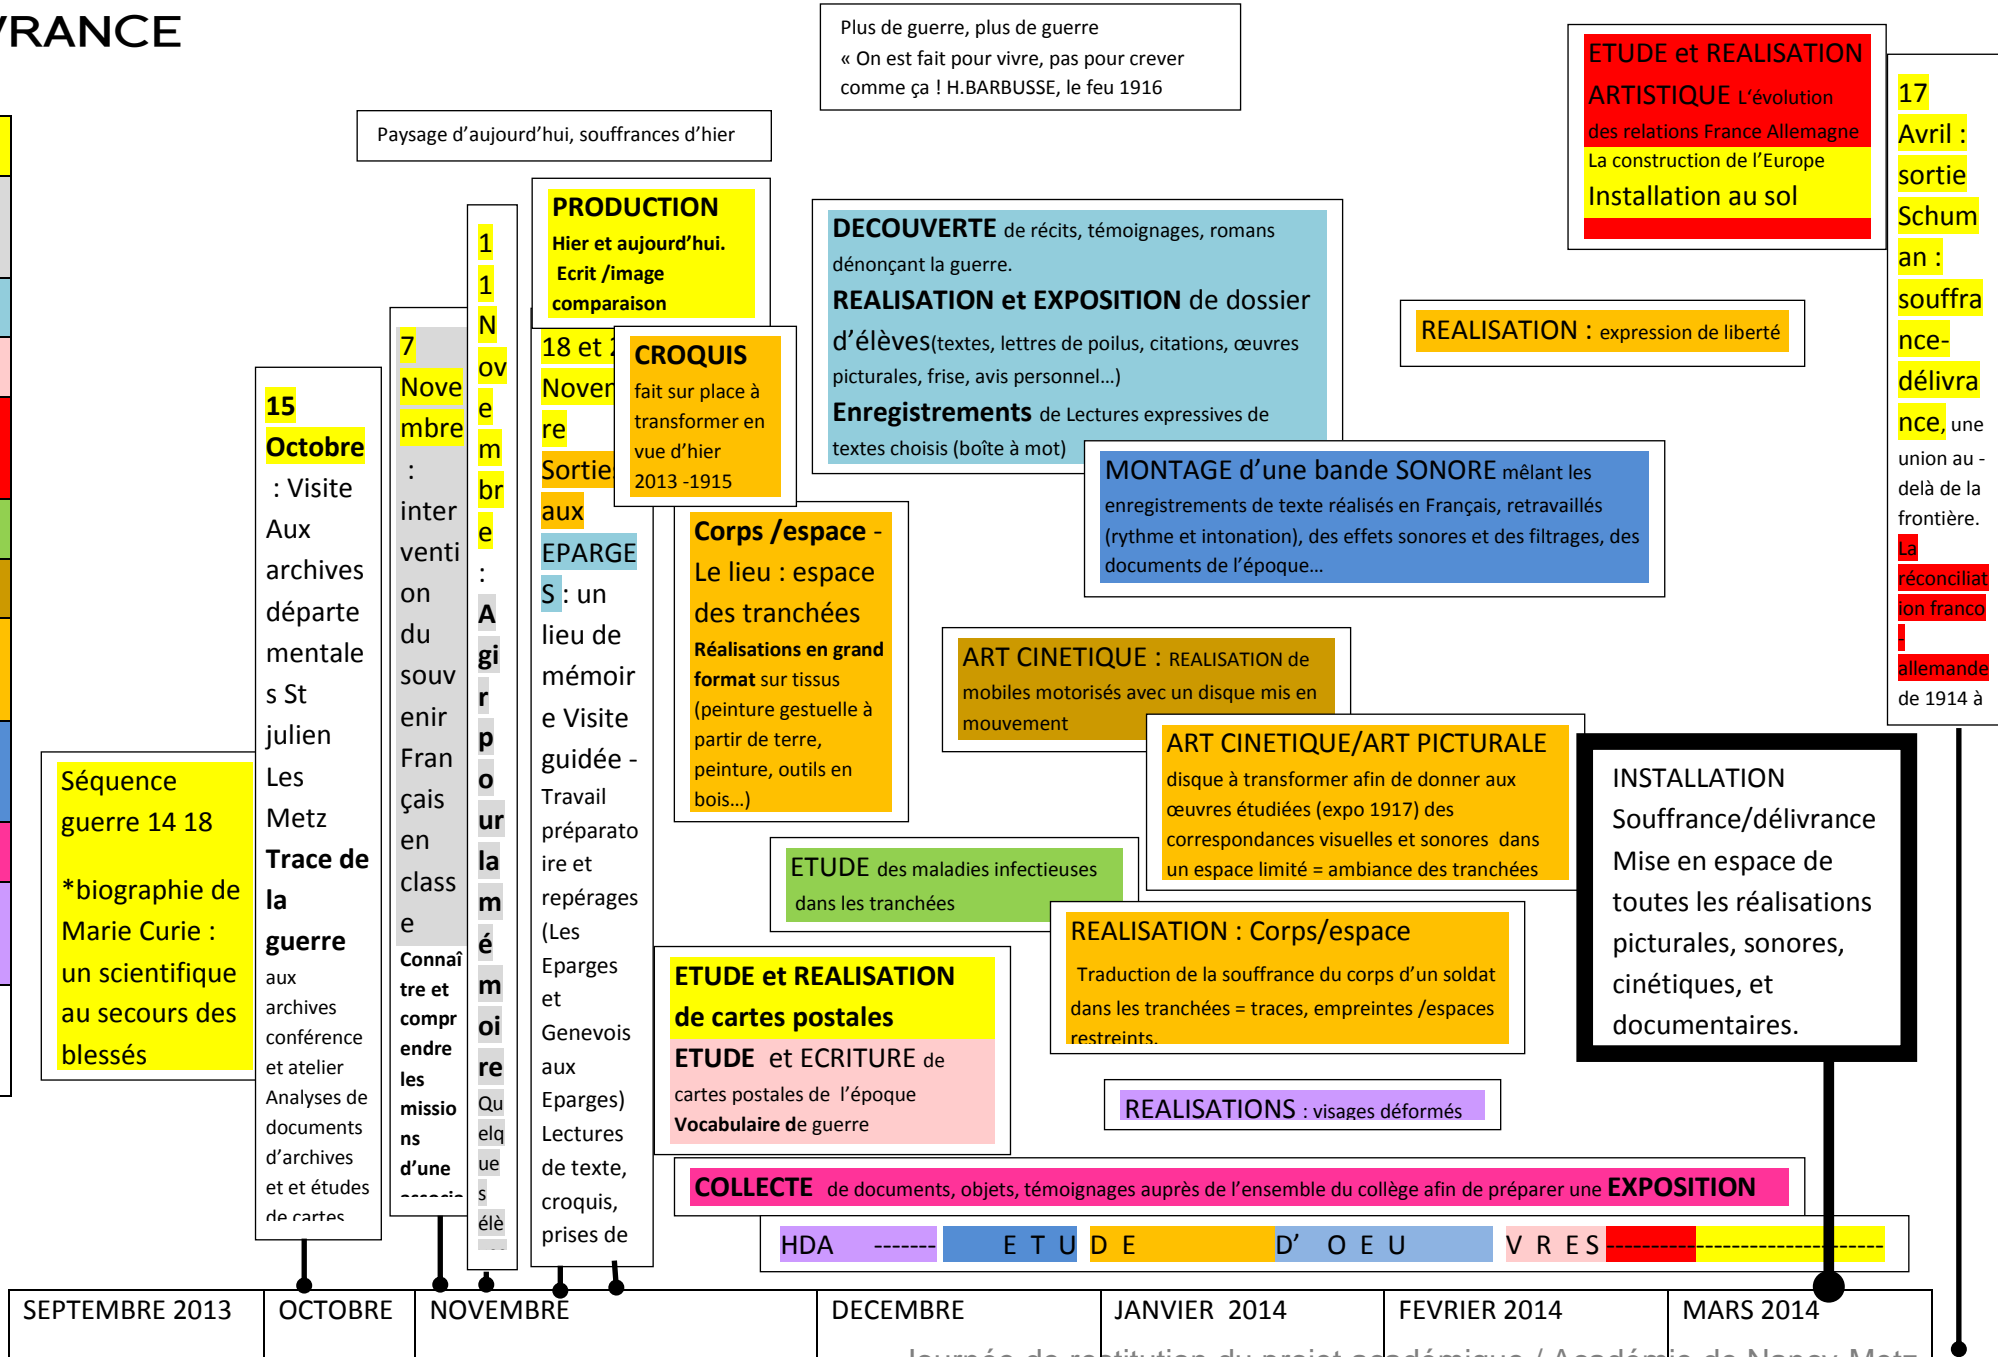 VRANCE
Plus de guerre, plus de guerre
« On est fait pour vivre, pas pour crever
comme ça ! H.BARBUSSE, le feu 1916
Paysage d'aujourd'hui, souffrances d'hier
ETUDE et REALISATION
ARTISTIQUE L'évolution
des relations France Allemagne
La construction de l'Europe
Installation au sol
17
Avril :
sortie
Schum
an :
souffra
nce-
délivra
nce, une
union au -
delà de la
frontière.
La
réconciliat
ion franco
-
allemande
de 1914 à
Séquence
guerre 14 18
*biographie de
Marie Curie :
un scientifique
au secours des
blessés
15
Octobre
: Visite
Aux
archives
départe
mentale
s St
julien
Les
Metz
Trace de
la
guerre
aux
archives
conférence
et atelier
Analyses de
documents
d'archives
et et études
de cartes
7
Nove
mbre
:
inter
venti
on
du
souv
enir
Fran
çais
en
class
e
Connaî
tre et
compr
endre
les
missio
ns
d'une
1
1
N
ov
e
m
br
e
:
A
gi
r
p
o
ur
la
m
é
m
oi
re
Qu
elq
ue
s
élè
PRODUCTION
Hier et aujourd'hui.
Ecrit /image
comparaison
18 et
Noven
re
Sortie
aux
EPARGE
S : un
lieu de
mémoir
e Visite
guidée -
Travail
préparato
ire et
repérages
(Les
Eparges
et
Genevois
aux
Eparges)
Lectures
de texte,
croquis,
prises de
CROQUIS
fait sur place à
transformer en
vue d'hier
2013 -1915
Corps /espace -
Le lieu : espace
des tranchées
Réalisations en grand
format sur tissus
(peinture gestuelle à
partir de terre,
peinture, outils en
bois…)
DECOUVERTE de récits, témoignages, romans
dénonçant la guerre.
REALISATION et EXPOSITION de dossier
d'élèves(textes, lettres de poilus, citations, œuvres
picturales, frise, avis personnel…)
Enregistrements de Lectures expressives de
textes choisis (boîte à mot)
REALISATION : expression de liberté
MONTAGE d'une bande SONORE mêlant les
enregistrements de texte réalisés en Français, retravaillés
(rythme et intonation), des effets sonores et des filtrages, des
documents de l'époque…
ART CINETIQUE : REALISATION de
mobiles motorisés avec un disque mis en
mouvement
ART CINETIQUE/ART PICTURALE
disque à transformer afin de donner aux
œuvres étudiées (expo 1917) des
correspondances visuelles et sonores dans
un espace limité = ambiance des tranchées
INSTALLATION
Souffrance/délivrance
Mise en espace de
toutes les réalisations
picturales, sonores,
cinétiques, et
documentaires.
ETUDE des maladies infectieuses
dans les tranchées
REALISATION : Corps/espace
Traduction de la souffrance du corps d'un soldat
dans les tranchées = traces, empreintes /espaces
restreints.
ETUDE et REALISATION
de cartes postales
ETUDE et ECRITURE de
cartes postales de l'époque
Vocabulaire de guerre
REALISATIONS : visages déformés
COLLECTE de documents, objets, témoignages auprès de l'ensemble du collège afin de préparer une EXPOSITION
HDA ------- E T U D E D' O E U V R E S-------------------------------
SEPTEMBRE 2013 OCTOBRE NOVEMBRE DECEMBRE JANVIER 2014 FEVRIER 2014 MARS 2014
Journée de restitution du projet académique / Académie de Nancy-Metz